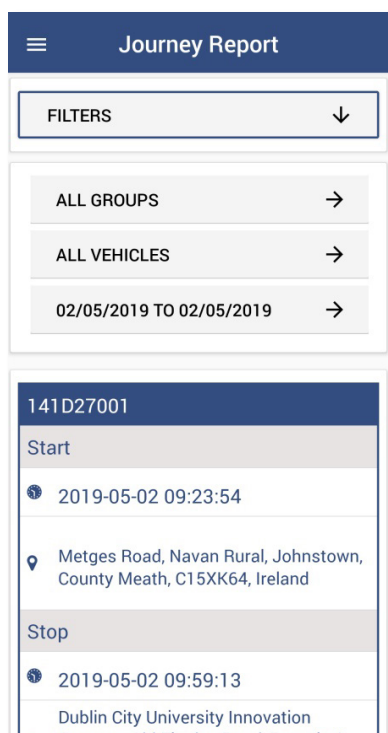 Journey Report
FILTERS
ALL GROUPS
ALL VEHICLES
02/05/2019 TO 02/05/2019
141D27001
Start
2019-05-02 09:23:54
Metges Road, Navan Rural, Johnstown,
County Meath, C15XK64, Ireland
Stop
2019-05-02 09:59:13
Dublin City University Innovation